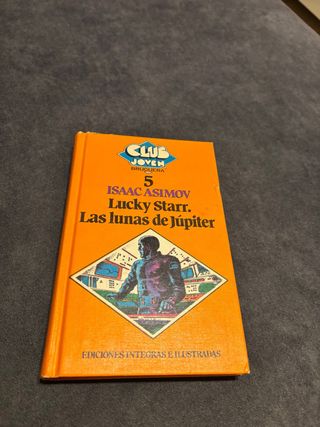 CLUB
JOVEN
BRUGUERA
5
ISAAC ASIMOV
Lucky Starr.
Las lunas de Júpiter
EDICIONES INTEGRAS E ILUSTRADAS